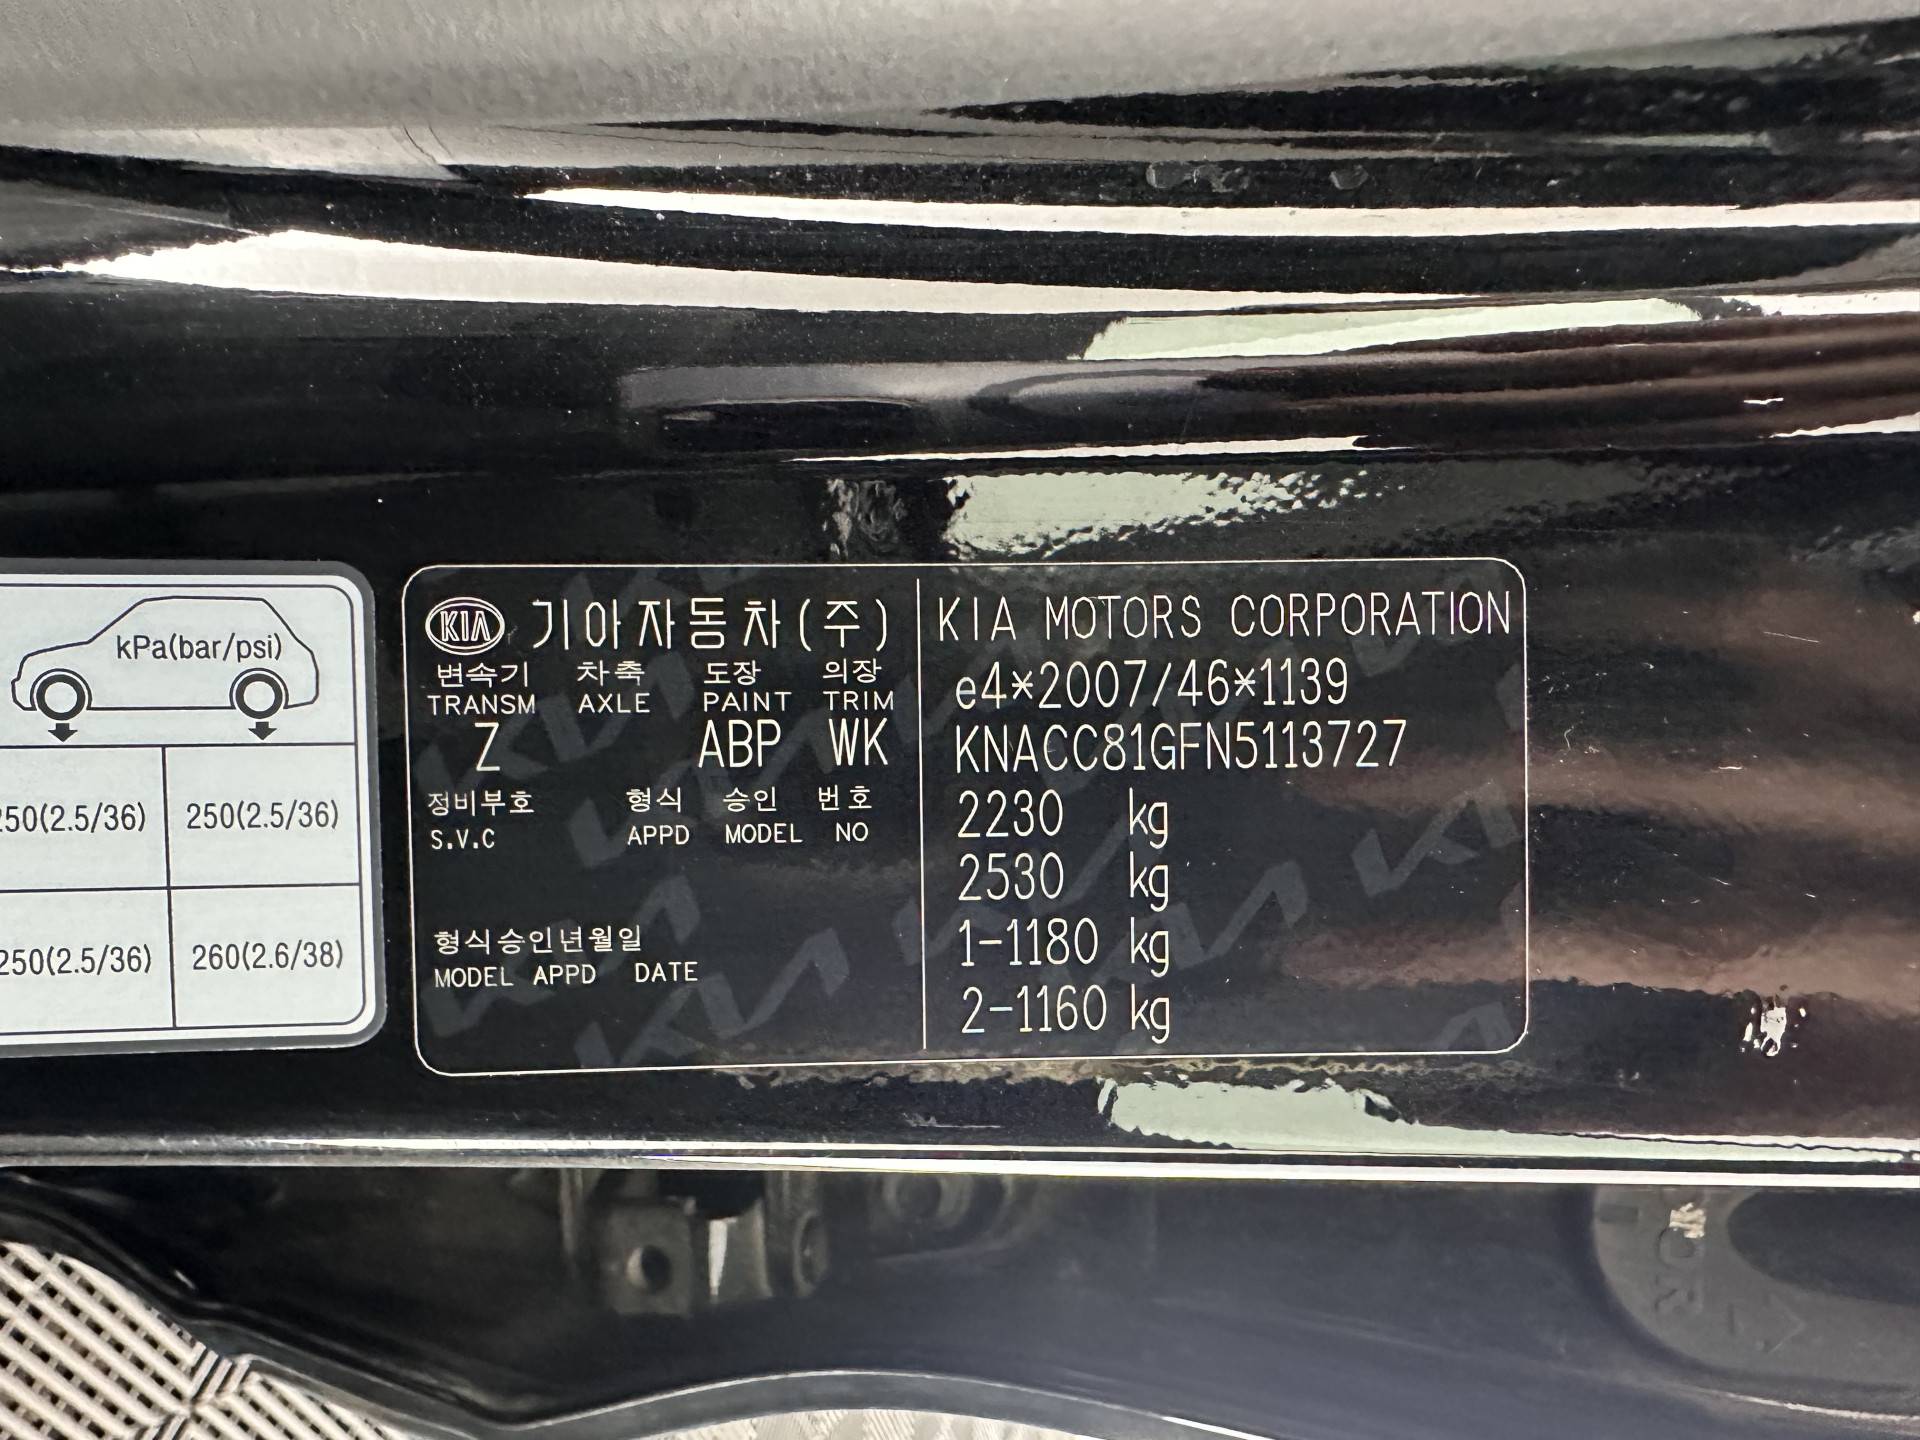 kPa(bar/psi)
250(2.5/36) 250(2.5/36)
250(2.5/36) 260(2.6/38)
KIA 기아자동차(주)
변속기 차축 도장 의장
TRANSM AXLE PAINT TRIM
Z ABP WK
정비부호 형식 승인 번호
S.V.C APPD MODEL NO
형식승인년월일
MODEL APPD DATE
KIA MOTORS CORPORATION
e4*2007/46*1139
KNACC81GFN5113727
2230 kg
2530 kg
1-1180 kg
2-1160 kg